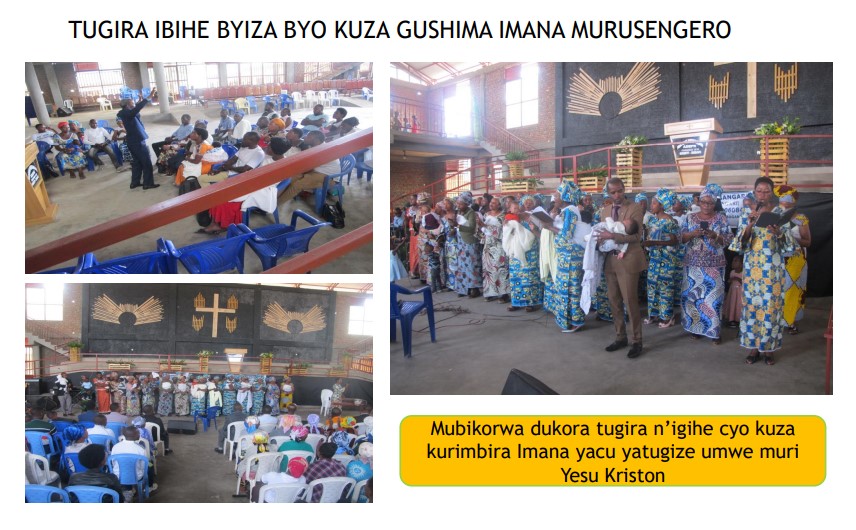 TUGIRA IBIHE BYIZA BYO KUZA GUSHIMA IMANA MURUSENGERO
Mubikorwa dukora tugira n'igihe cyo kuza
kurimbira Imana yacu yatugize umwe muri
Yesu Kriston